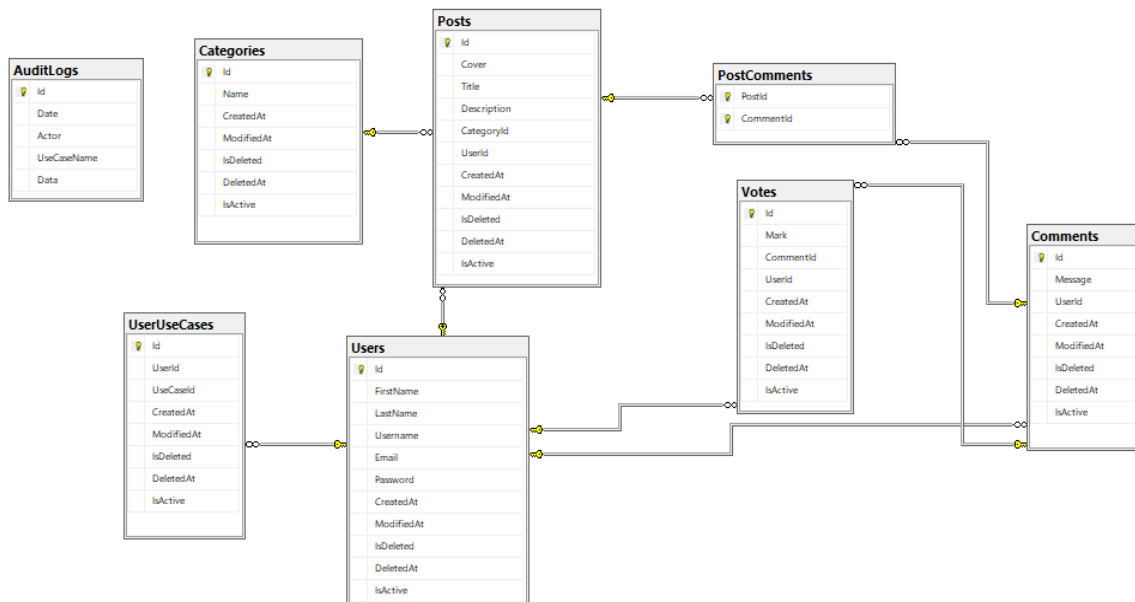 AuditLogs
Id
Date
Actor
UseCaseName
Data
Categories
Id
Name
CreatedAt
ModifiedAt
IsDeleted
DeletedAt
IsActive
Posts
Id
Cover
Title
Description
CategoryId
UserId
CreatedAt
ModifiedAt
IsDeleted
DeletedAt
IsActive
PostComments
PostId
CommentId
Votes
Id
Mark
CommentId
UserId
CreatedAt
ModifiedAt
IsDeleted
DeletedAt
IsActive
Comments
Id
Message
UserId
CreatedAt
ModifiedAt
IsDeleted
DeletedAt
IsActive
UserUseCases
Id
UserId
UseCaseId
CreatedAt
ModifiedAt
IsDeleted
DeletedAt
IsActive
Users
Id
FirstName
LastName
Username
Email
Password
CreatedAt
ModifiedAt
IsDeleted
DeletedAt
IsActive